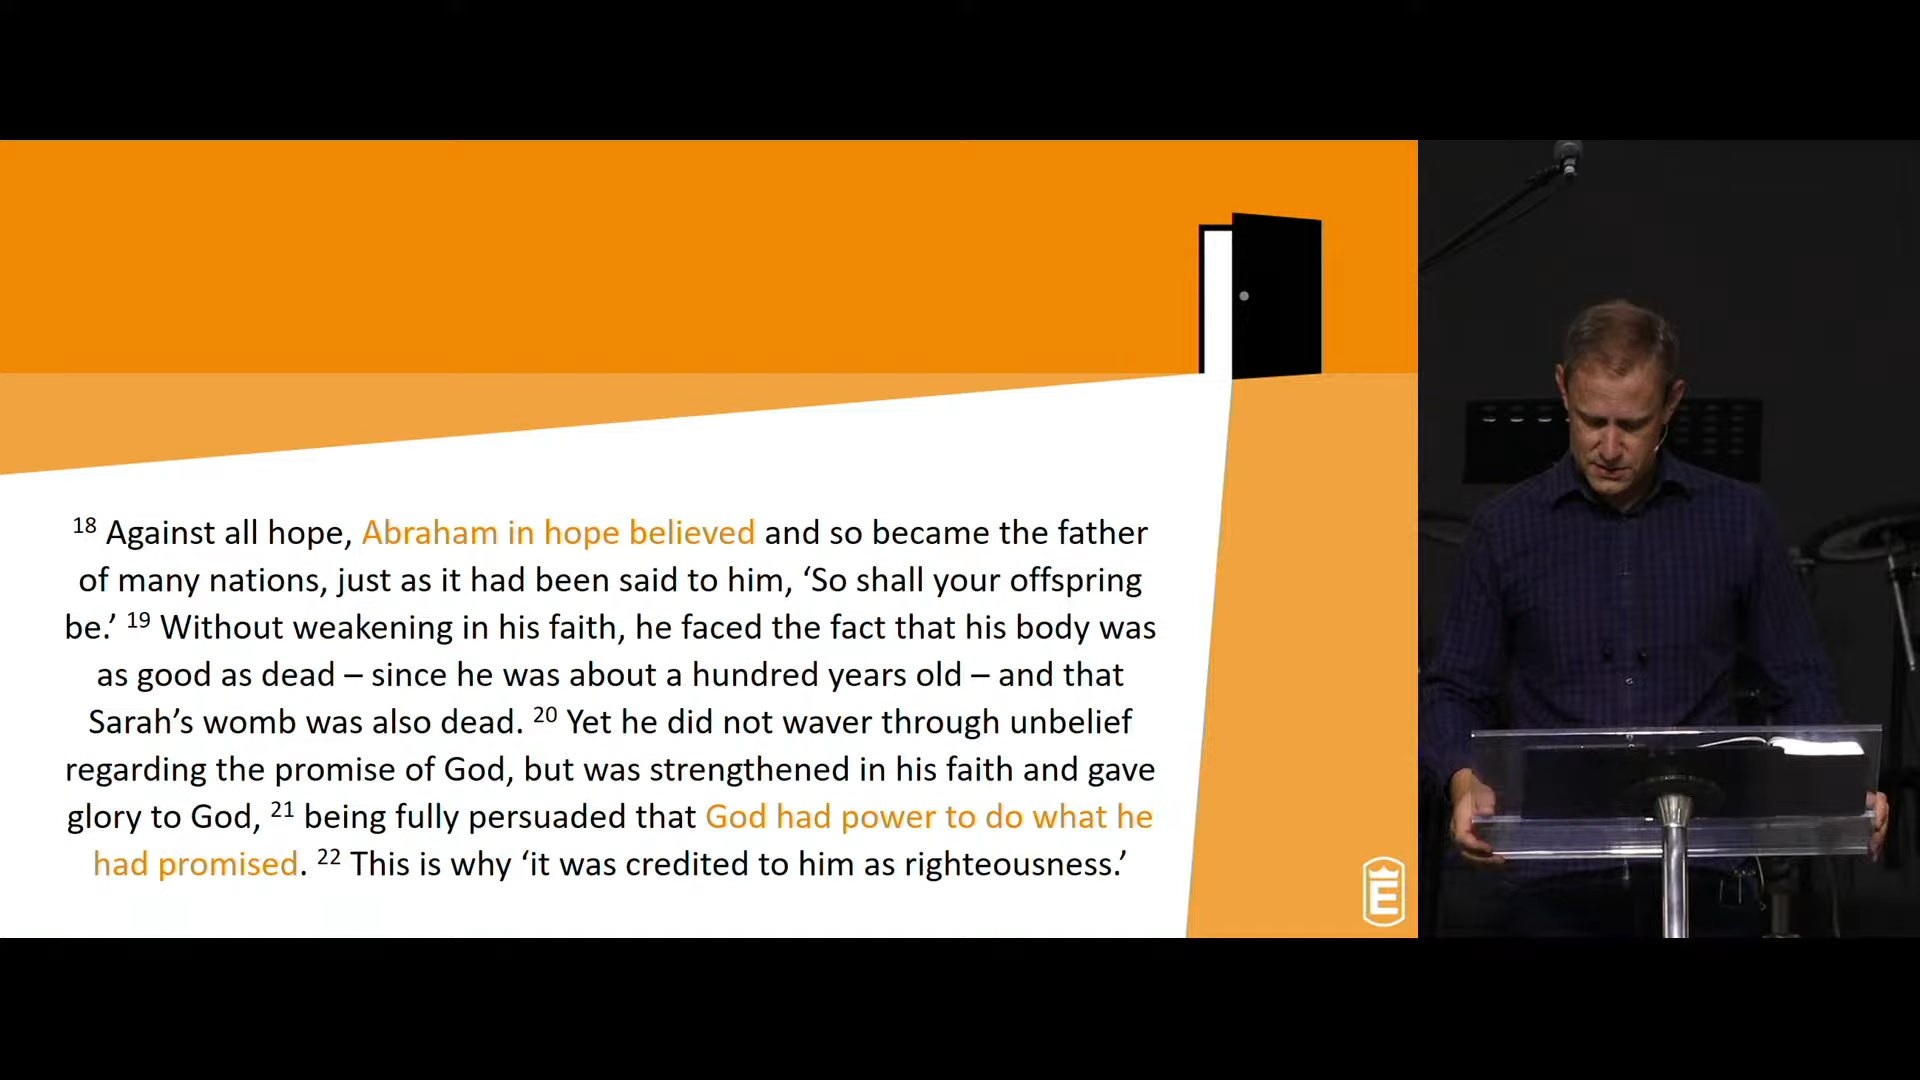 18 Against all hope, Abraham in hope believed and so became the father
of many nations, just as it had been said to him, ‘So shall your offspring
be.’ 19 Without weakening in his faith, he faced the fact that his body was
as good as dead – since he was about a hundred years old – and that
Sarah’s womb was also dead. 20 Yet he did not waver through unbelief
regarding the promise of God, but was strengthened in his faith and gave
glory to God, 21 being fully persuaded that God had power to do what he
had promised. 22 This is why ‘it was credited to him as righteousness.’
E